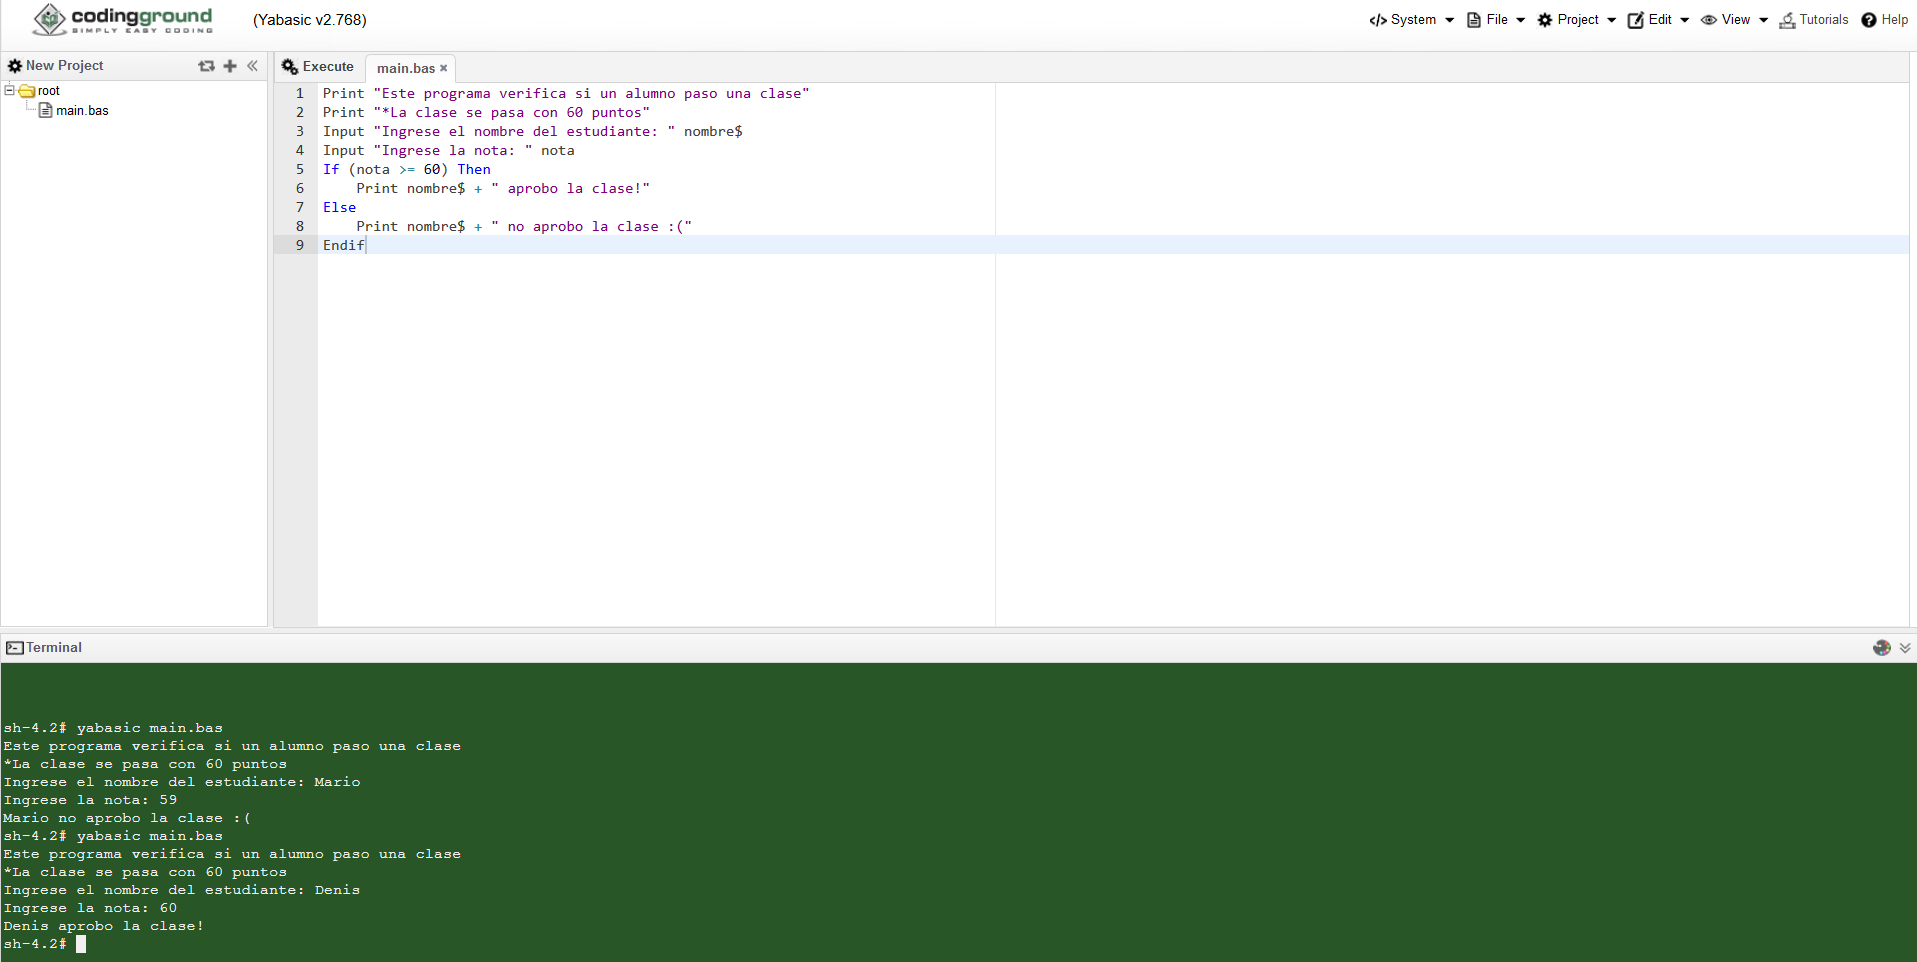 codingground
SIMPLY EASY CODING
(Yabasic v2.768)
</> System File Project Edit View Tutorials Help
New Project
root
main.bas
Execute main.bas
1 Print "Este programa verifica si un alumno paso una clase"
2 Print "*La clase se pasa con 60 puntos"
3 Input "Ingrese el nombre del estudiante: " nombre$
4 Input "Ingrese la nota: " nota
5 If (nota >= 60) Then
6     Print nombre$ + " aprobo la clase!"
7 Else
8     Print nombre$ + " no aprobo la clase :("
9 Endif
Terminal
sh-4.2# yabasic main.bas
Este programa verifica si un alumno paso una clase
*La clase se pasa con 60 puntos
Ingrese el nombre del estudiante: Mario
Ingrese la nota: 59
Mario no aprobo la clase :(
sh-4.2# yabasic main.bas
Este programa verifica si un alumno paso una clase
*La clase se pasa con 60 puntos
Ingrese el nombre del estudiante: Denis
Ingrese la nota: 60
Denis aprobo la clase!
sh-4.2#